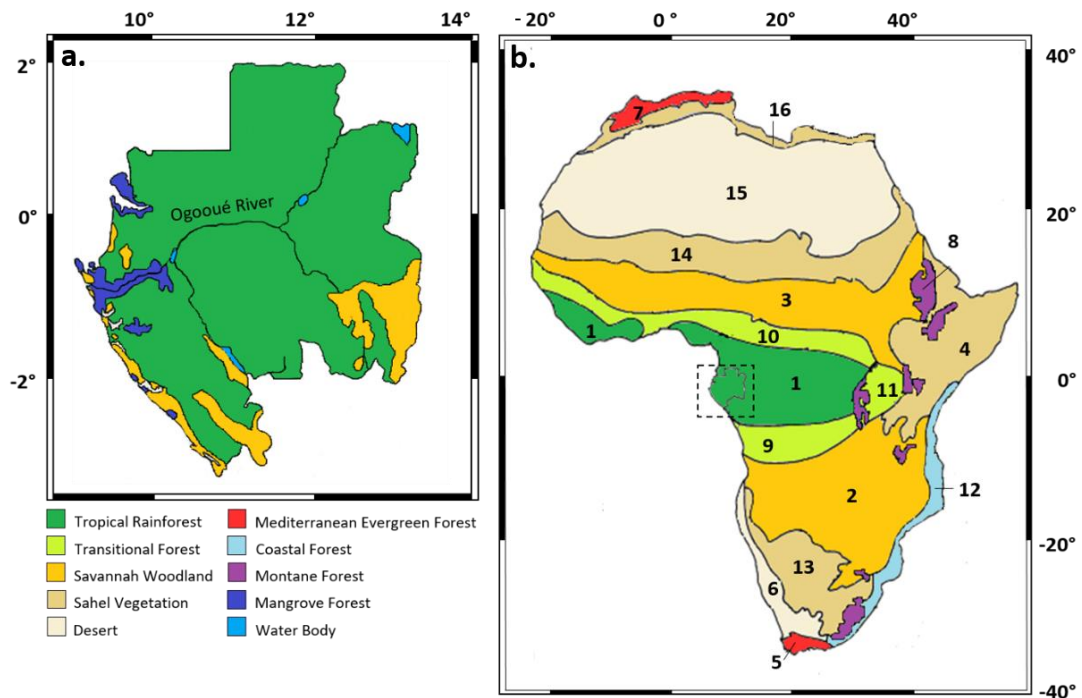 10° 12° 14°
a.
2°
0°
-2°
Ogooué River
Tropical Rainforest
Transitional Forest
Savannah Woodland
Sahel Vegetation
Desert
Mediterranean Evergreen Forest
Coastal Forest
Montane Forest
Mangrove Forest
Water Body
-20° 0° 20° 40°
b.
40°
20°
0°
-20°
-40°
7
16
15
8
14
3
1
10
4
1
11
9
2
12
13
6
5